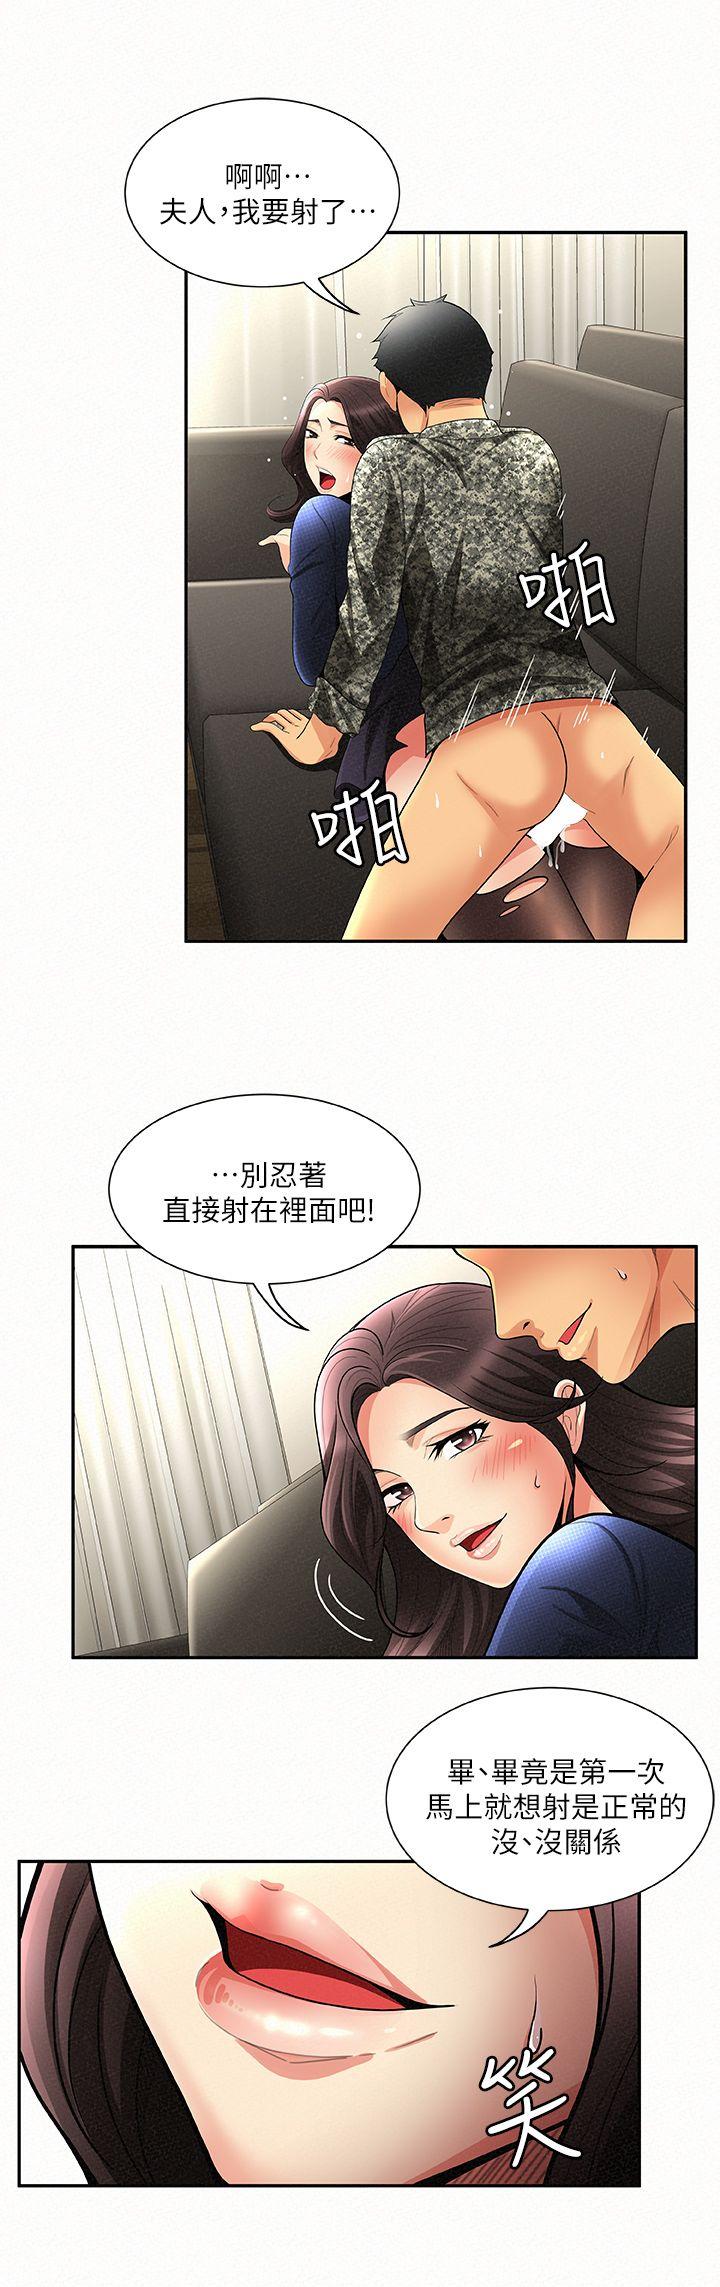 啊啊…
夫人，我要射了…
啪
啪
…別忍著
直接射在裡面吧!
畢、畢竟是第一次
馬上就想射是正常的
沒、沒關係
笑